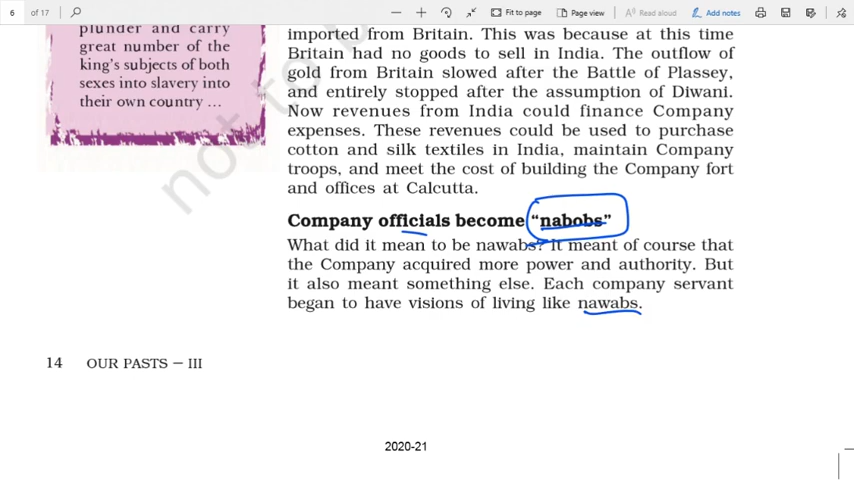 6 of 17
Fit to page
Page view
Read aloud
Add notes
plunder and carry
great number of the
king's subjects of both
sexes into slavery into
their own country ...
imported from Britain. This was because at this time
Britain had no goods to sell in India. The outflow of
gold from Britain slowed after the Battle of Plassey,
and entirely stopped after the assumption of Diwani.
Now revenues from India could finance Company
expenses. These revenues could be used to purchase
cotton and silk textiles in India, maintain Company
troops, and meet the cost of building the Company fort
and offices at Calcutta.
Company officials become “nabobs”
What did it mean to be nawabs? It meant of course that
the Company acquired more power and authority. But
it also meant something else. Each company servant
began to have visions of living like nawabs.
14 OUR PASTS – III
2020-21
not to b